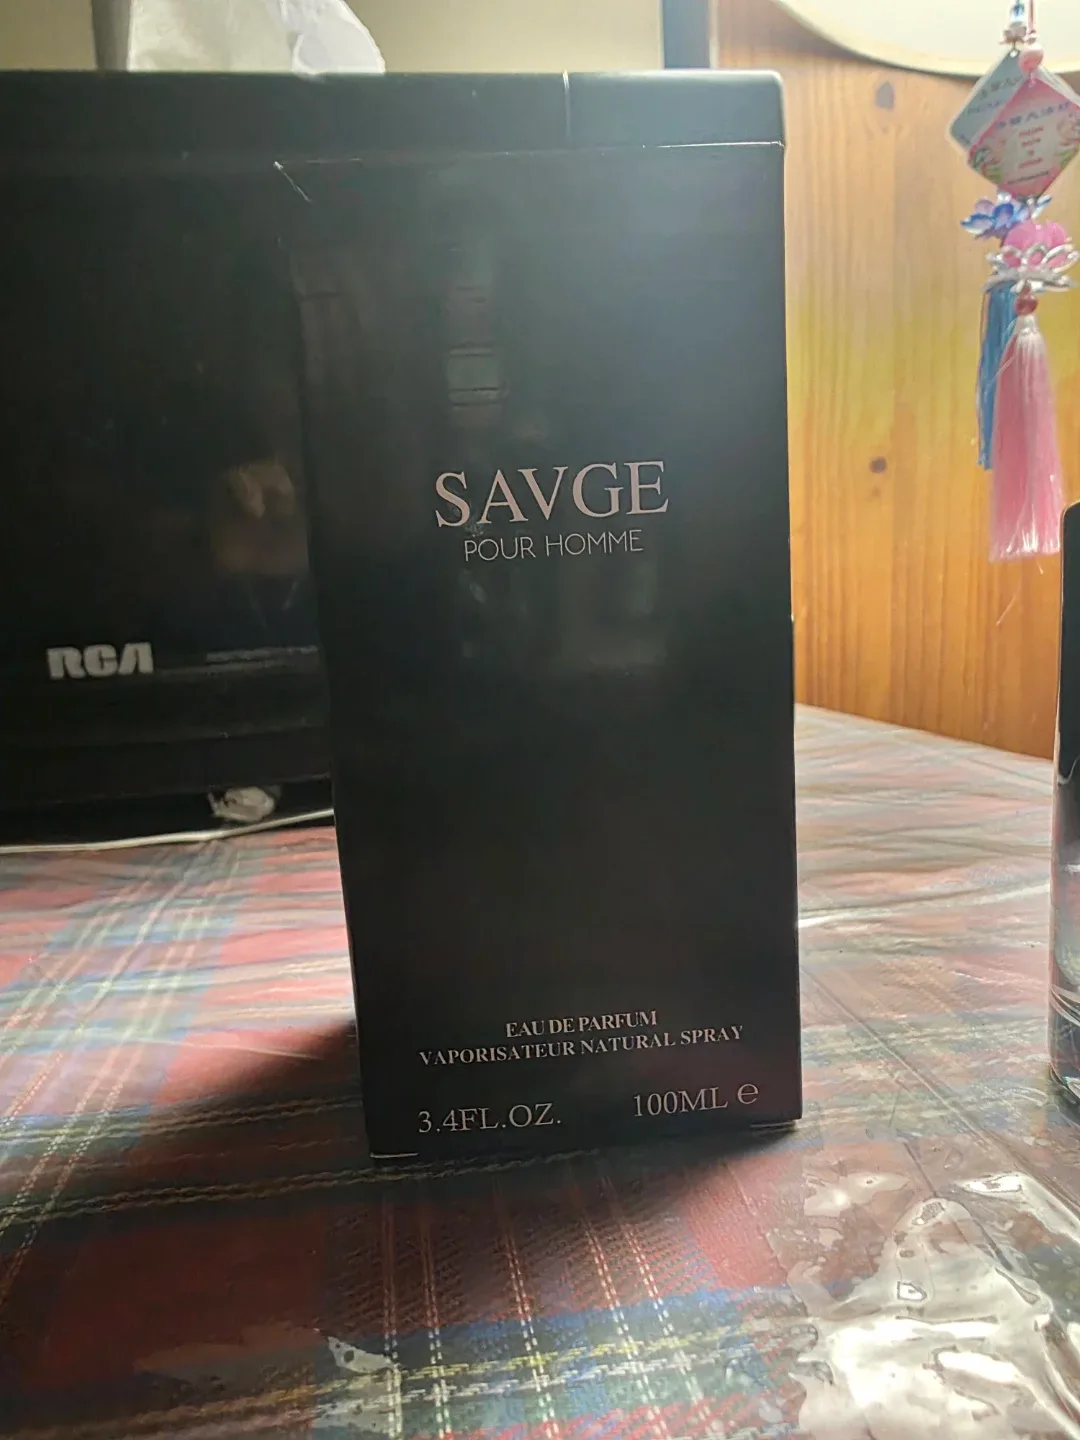 RCA
SAVGE
POUR HOMME
EAU DE PARFUM
VAPORISATEUR NATURAL SPRAY
3.4FL.OZ. 100ML ℮